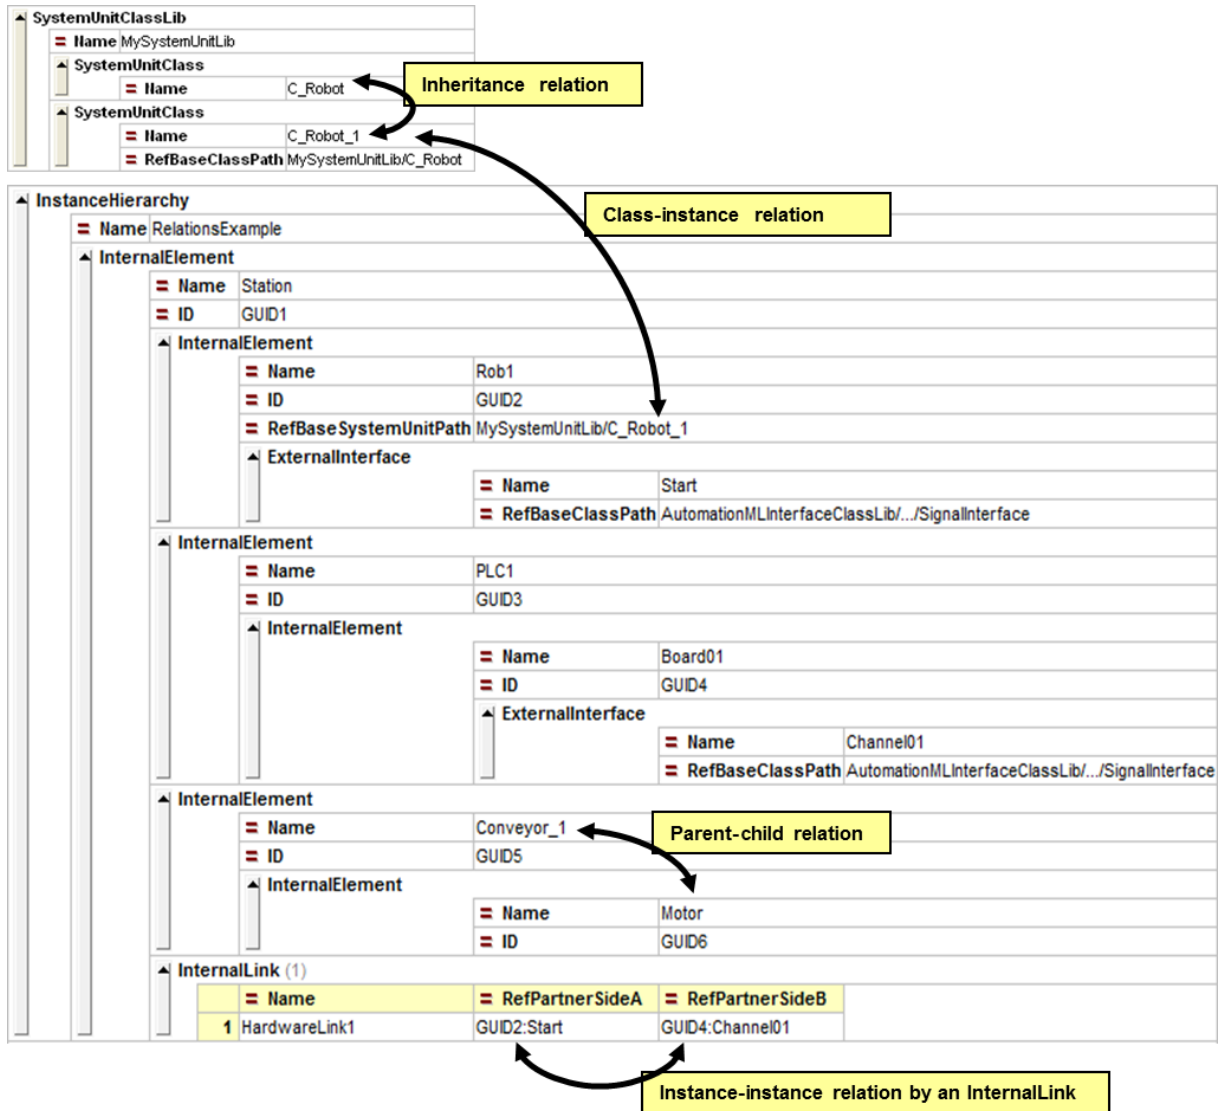 SystemUnitClassLib
= Name MySystemUnitLib
SystemUnitClass
= Name C_Robot
Inheritance relation
SystemUnitClass
= Name C_Robot_1
= RefBaseClassPath MySystemUnitLib/C_Robot
InstanceHierarchy
Class-instance relation
= Name RelationsExample
InternalElement
= Name Station
= ID GUID1
InternalElement
= Name Rob1
= ID GUID2
= RefBaseSystemUnitPath MySystemUnitLib/C_Robot_1
ExternalInterface
= Name Start
= RefBaseClassPath AutomationMLInterfaceClassLib/.../SignalInterface
InternalElement
= Name PLC1
= ID GUID3
InternalElement
= Name Board01
= ID GUID4
ExternalInterface
= Name Channel01
= RefBaseClassPath AutomationMLInterfaceClassLib/.../SignalInterface
InternalElement
= Name Conveyor_1
Parent-child relation
= ID GUID5
InternalElement
= Name Motor
= ID GUID6
InternalLink (1)
= Name = RefPartnerSideA = RefPartnerSideB
1 HardwareLink1 GUID2:Start GUID4:Channel01
Instance-instance relation by an InternalLink